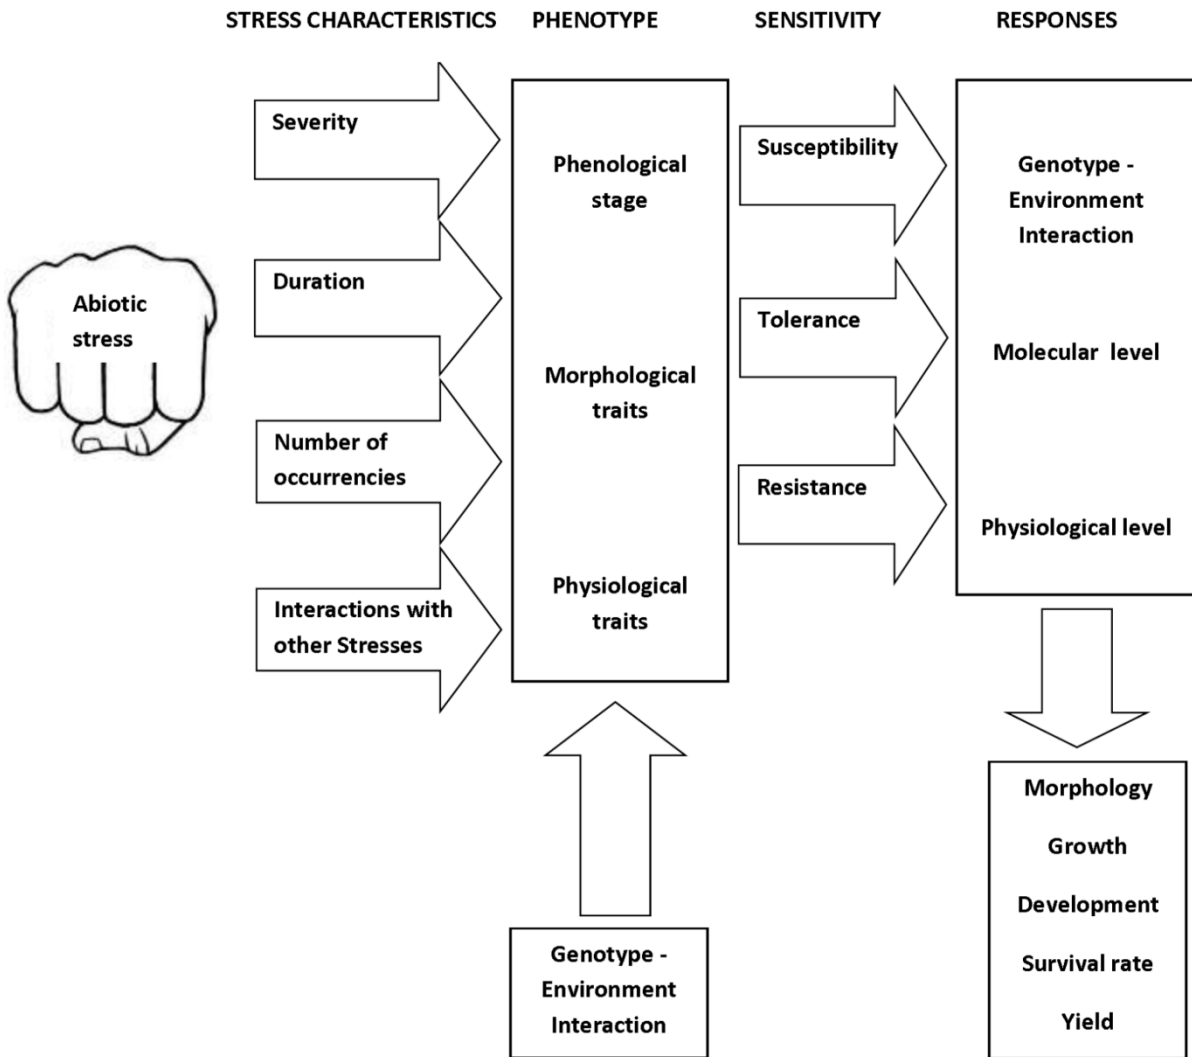 STRESS CHARACTERISTICS
PHENOTYPE
SENSITIVITY
RESPONSES
Abiotic
stress
Severity
Duration
Number of
occurrencies
Interactions with
other Stresses
Phenological
stage
Morphological
traits
Physiological
traits
Genotype -
Environment
Interaction
Susceptibility
Tolerance
Resistance
Genotype -
Environment
Interaction
Molecular level
Physiological level
Morphology
Growth
Development
Survival rate
Yield